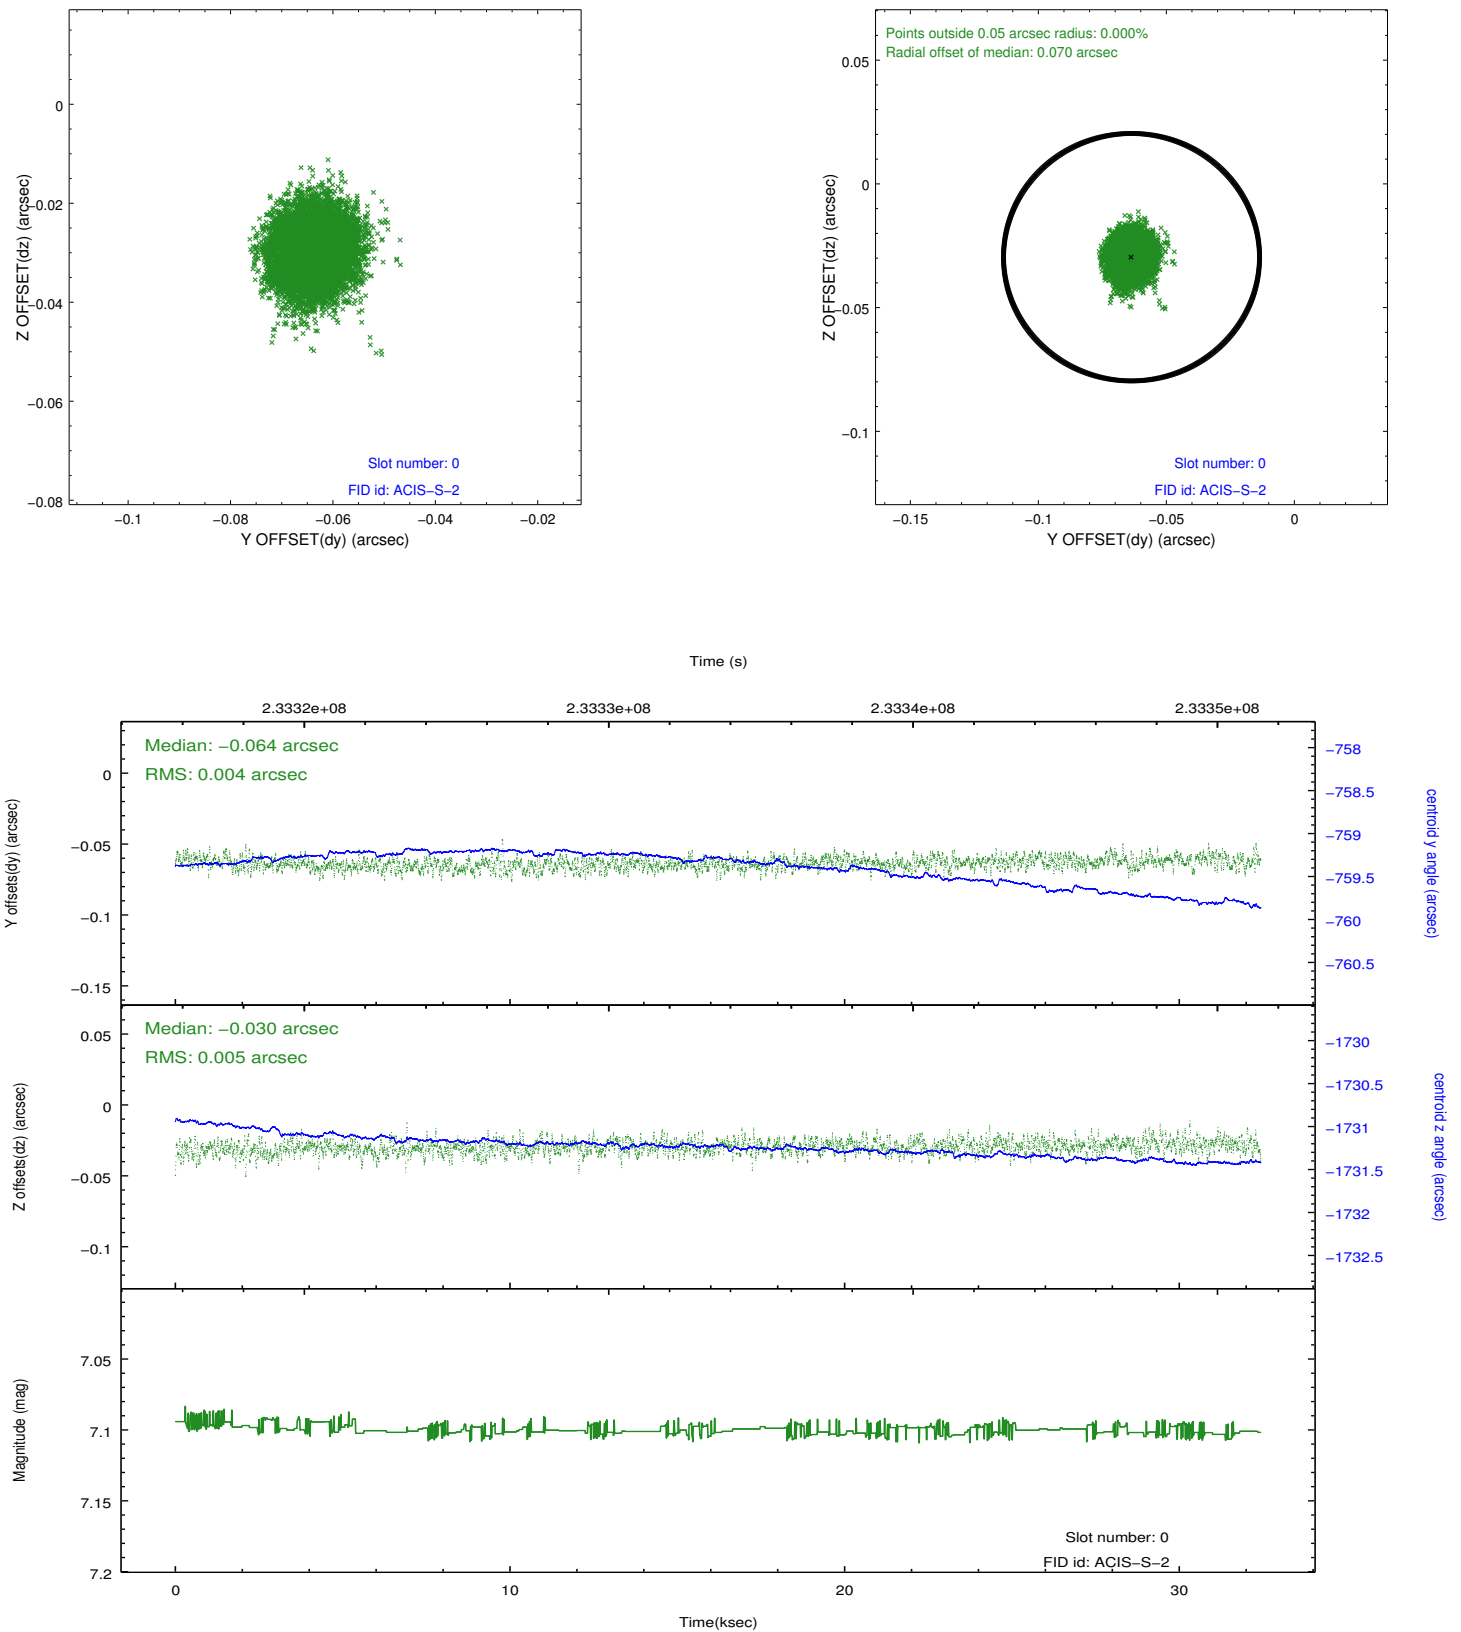 0
−0.02
−0.04
−0.06
−0.08
Z OFFSET(dz) (arcsec)
Slot number: 0
FID id: ACIS−S−2
−0.1
−0.08
−0.06
−0.04
−0.02
Y OFFSET(dy) (arcsec)
Points outside 0.05 arcsec radius: 0.000%
Radial offset of median: 0.070 arcsec
0.05
0
−0.05
−0.1
Z OFFSET(dz) (arcsec)
Slot number: 0
FID id: ACIS−S−2
−0.15
−0.1
−0.05
0
Y OFFSET(dy) (arcsec)
Time (s)
2.3332e+08
2.3333e+08
2.3334e+08
2.3335e+08
Median: −0.064 arcsec
RMS: 0.004 arcsec
0
−0.05
−0.1
−0.15
Y offsets(dy) (arcsec)
−758
−758.5
−759
−759.5
−760
−760.5
centroid y angle (arcsec)
Median: −0.030 arcsec
RMS: 0.005 arcsec
0.05
0
−0.05
−0.1
Z offsets(dz) (arcsec)
−1730
−1730.5
−1731
−1731.5
−1732
−1732.5
centroid z angle (arcsec)
7.05
7.1
7.15
7.2
Magnitude (mag)
Slot number: 0
FID id: ACIS−S−2
0
10
20
30
Time(ksec)